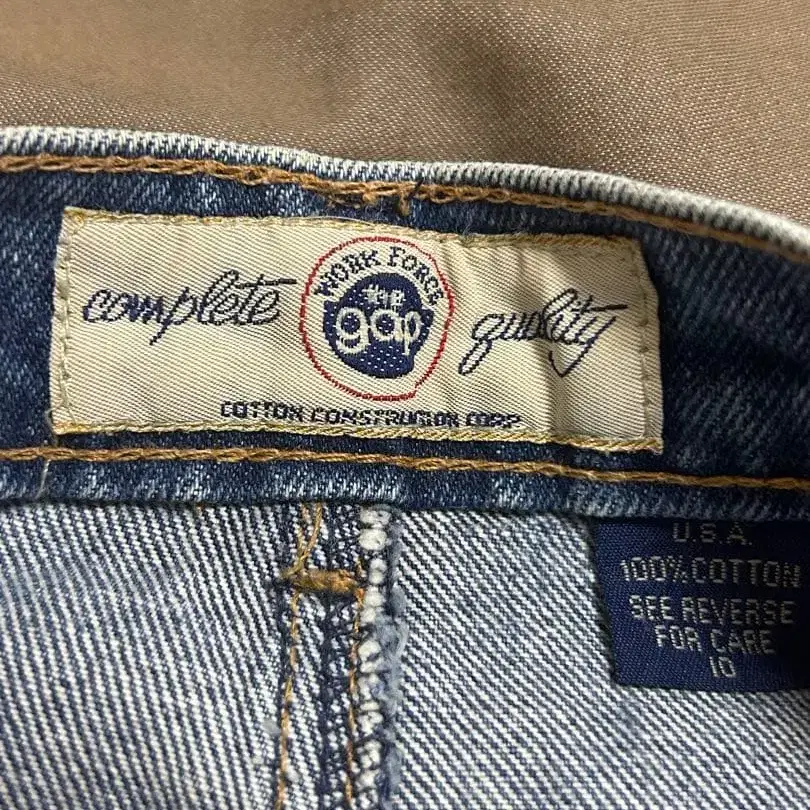 complete
WORK FORCE
the
gap
quality
COTTON CONSTRUCTION CORP
U.S.A.
100% COTTON
SEE REVERSE
FOR CARE
10